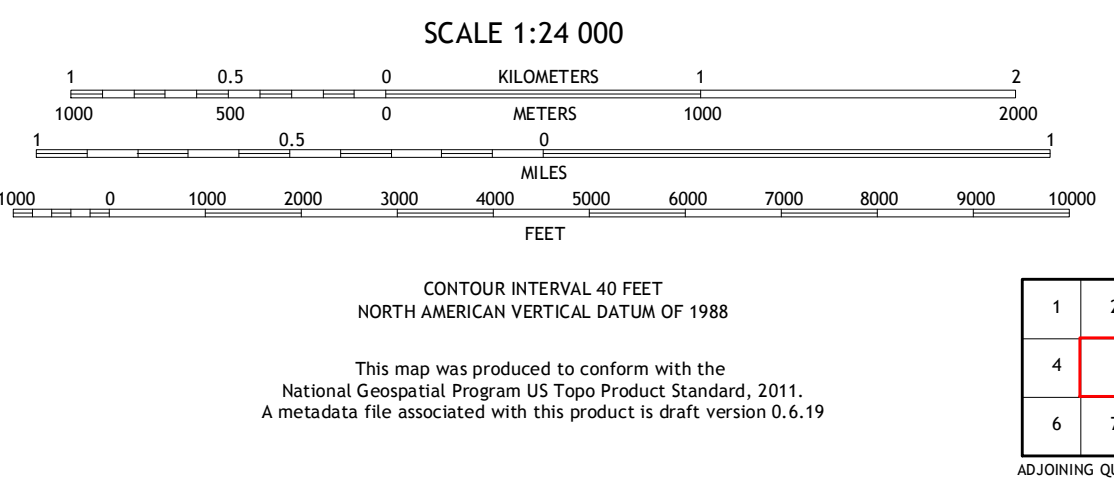 SCALE 1:24 000
1 0.5 0 KILOMETERS 1 2
1000 500 0 METERS 1000 2000
1 0.5 0 1
MILES
1000 0 1000 2000 3000 4000 5000 6000 7000 8000 9000 10000
FEET
CONTOUR INTERVAL 40 FEET
NORTH AMERICAN VERTICAL DATUM OF 1988
This map was produced to conform with the
National Geospatial Program US Topo Product Standard, 2011.
A metadata file associated with this product is draft version 0.6.19
1 2
4
6 7
ADJOINING QU